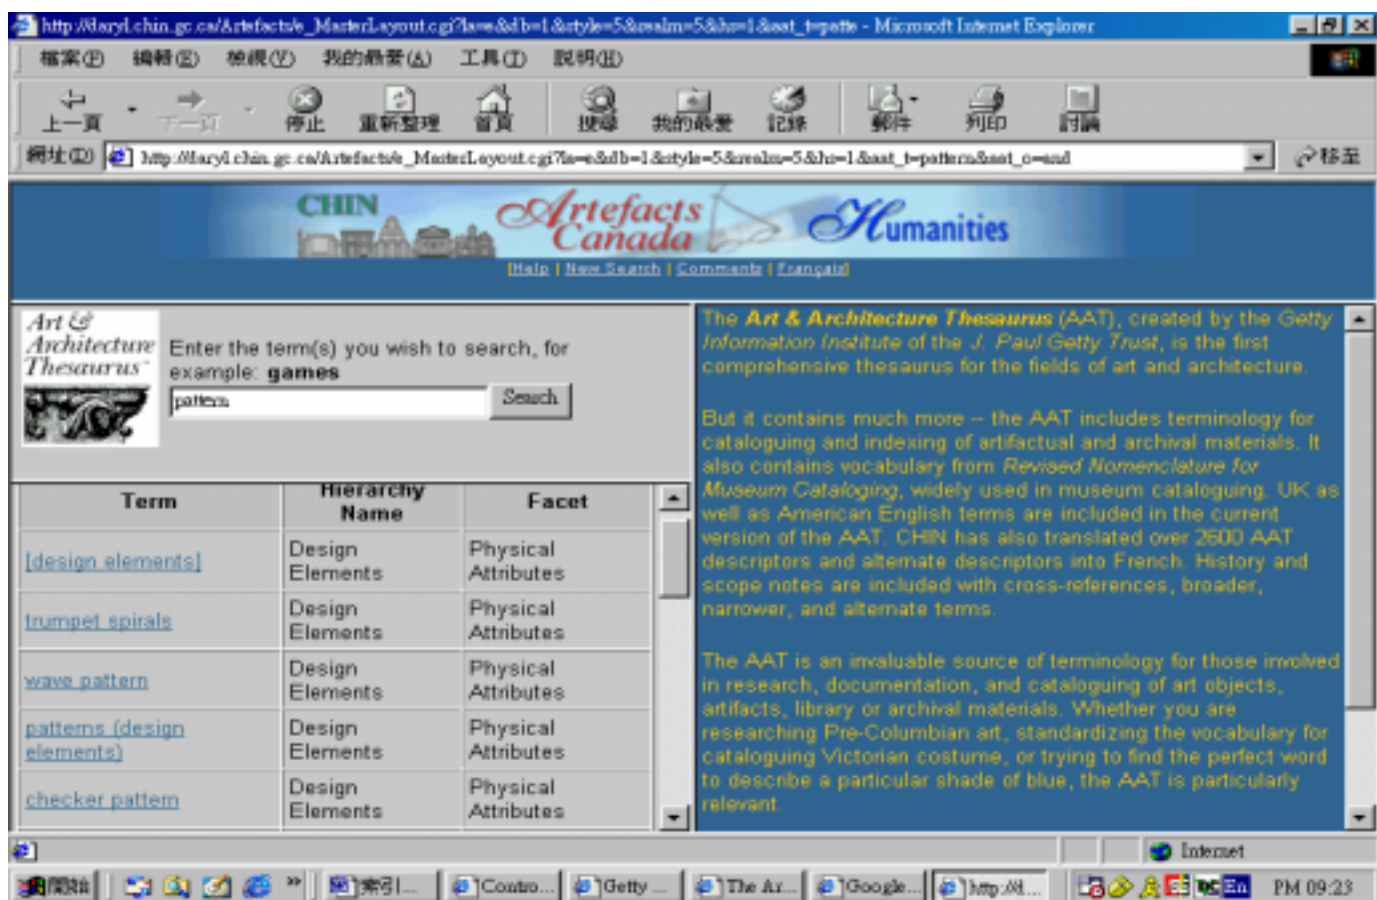 http://daryl.chin.gc.ca/Artefacts/e_MasterLayout.cgi?la=e&db=1&style=5&realm=5&hs=1&aat_t=patte - Microsoft Internet Explorer
檔案(F) 編輯(E) 檢視(V) 我的最愛(A) 工具(T) 說明(H)
上一頁 下一頁 停止 重新整理 首頁 搜尋 我的最愛 記錄 郵件 列印 討論
網址(D) http://daryl.chin.gc.ca/Artefacts/e_MasterLayout.cgi?la=e&db=1&style=5&realm=5&hs=1&aat_t=pattern&aat_o=and 移至
CHIN Artefacts Canada Humanities
[Help | New Search | Comments | Français]
Art &
Architecture
Thesaurus
Enter the term(s) you wish to search, for
example: games
pattern Search
Term Hierarchy Name Facet
[design elements] Design Elements Physical Attributes
trumpet spirals Design Elements Physical Attributes
wave pattern Design Elements Physical Attributes
patterns (design elements) Design Elements Physical Attributes
checker pattern Design Elements Physical Attributes
The Art & Architecture Thesaurus (AAT), created by the Getty
Information Institute of the J. Paul Getty Trust, is the first
comprehensive thesaurus for the fields of art and architecture.
But it contains much more -- the AAT includes terminology for
cataloguing and indexing of artifactual and archival materials. It
also contains vocabulary from Revised Nomenclature for
Museum Cataloging, widely used in museum cataloguing. UK as
well as American English terms are included in the current
version of the AAT. CHIN has also translated over 2600 AAT
descriptors and alternate descriptors into French. History and
scope notes are included with cross-references, broader,
narrower, and alternate terms.
The AAT is an invaluable source of terminology for those involved
in research, documentation, and cataloguing of art objects,
artifacts, library or archival materials. Whether you are
researching Pre-Columbian art, standardizing the vocabulary for
cataloguing Victorian costume, or trying to find the perfect word
to describe a particular shade of blue, the AAT is particularly
relevant.
Internet
開始 » 索引... Contro... Getty ... The Ar... Google... http://d... En PM 09:23